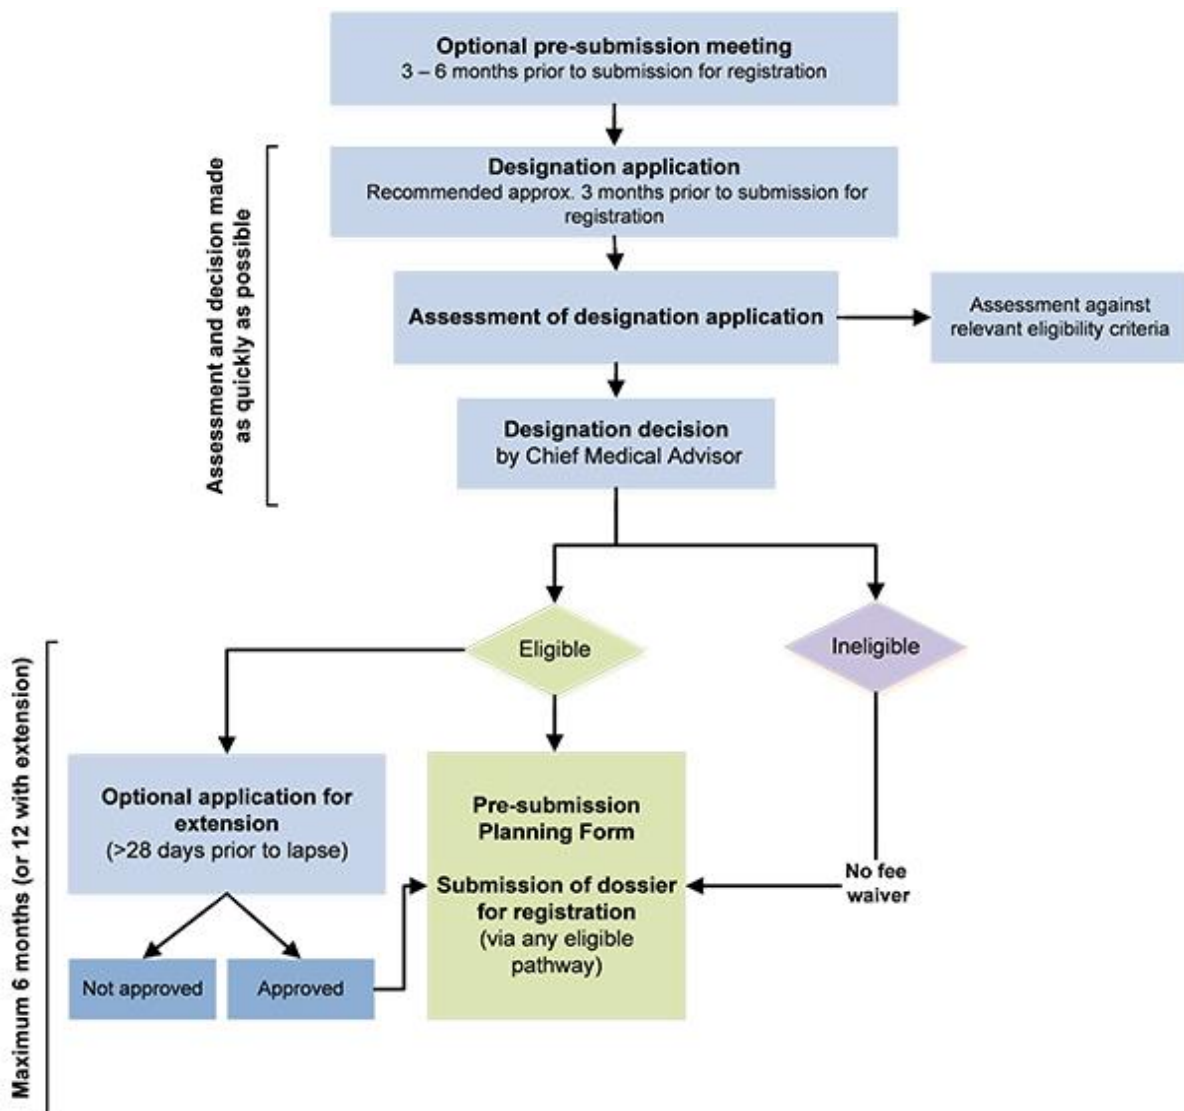 Optional pre-submission meeting
3 – 6 months prior to submission for registration
Assessment and decision made
as quickly as possible
Designation application
Recommended approx. 3 months prior to submission for
registration
Assessment of designation application
Assessment against
relevant eligibility criteria
Designation decision
by Chief Medical Advisor
Eligible
Ineligible
Maximum 6 months (or 12 with extension)
Optional application for
extension
(>28 days prior to lapse)
Not approved
Approved
Pre-submission
Planning Form
Submission of dossier
for registration
(via any eligible
pathway)
No fee
waiver